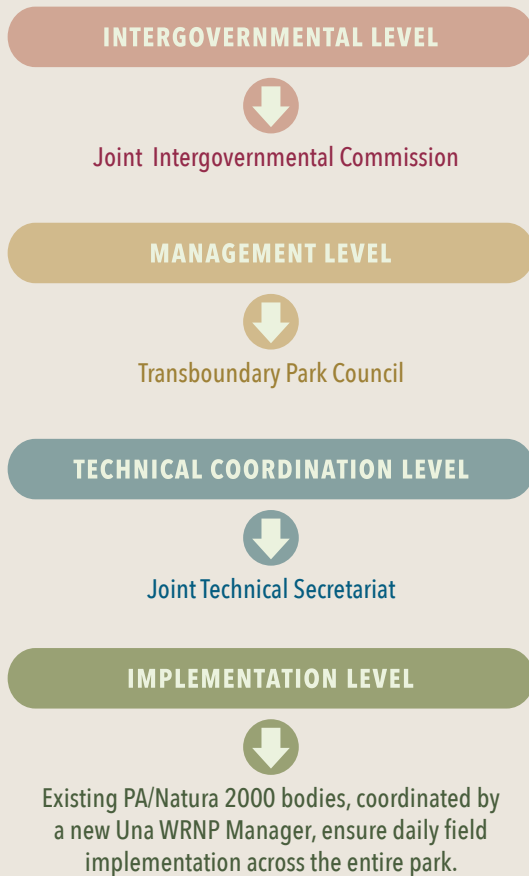 INTERGOVERNMENTAL LEVEL
Joint Intergovernmental Commission
MANAGEMENT LEVEL
Transboundary Park Council
TECHNICAL COORDINATION LEVEL
Joint Technical Secretariat
IMPLEMENTATION LEVEL
Existing PA/Natura 2000 bodies, coordinated by
a new Una WRNP Manager, ensure daily field
implementation across the entire park.